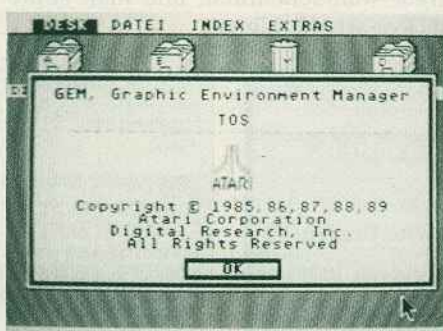 DESK DATEI INDEX EXTRAS
GEM, Graphic Environment Manager
TOS
ATARI
Copyright © 1985,86,87,88,89
Atari Corporation
Digital Research, Inc.
All Rights Reserved
OK